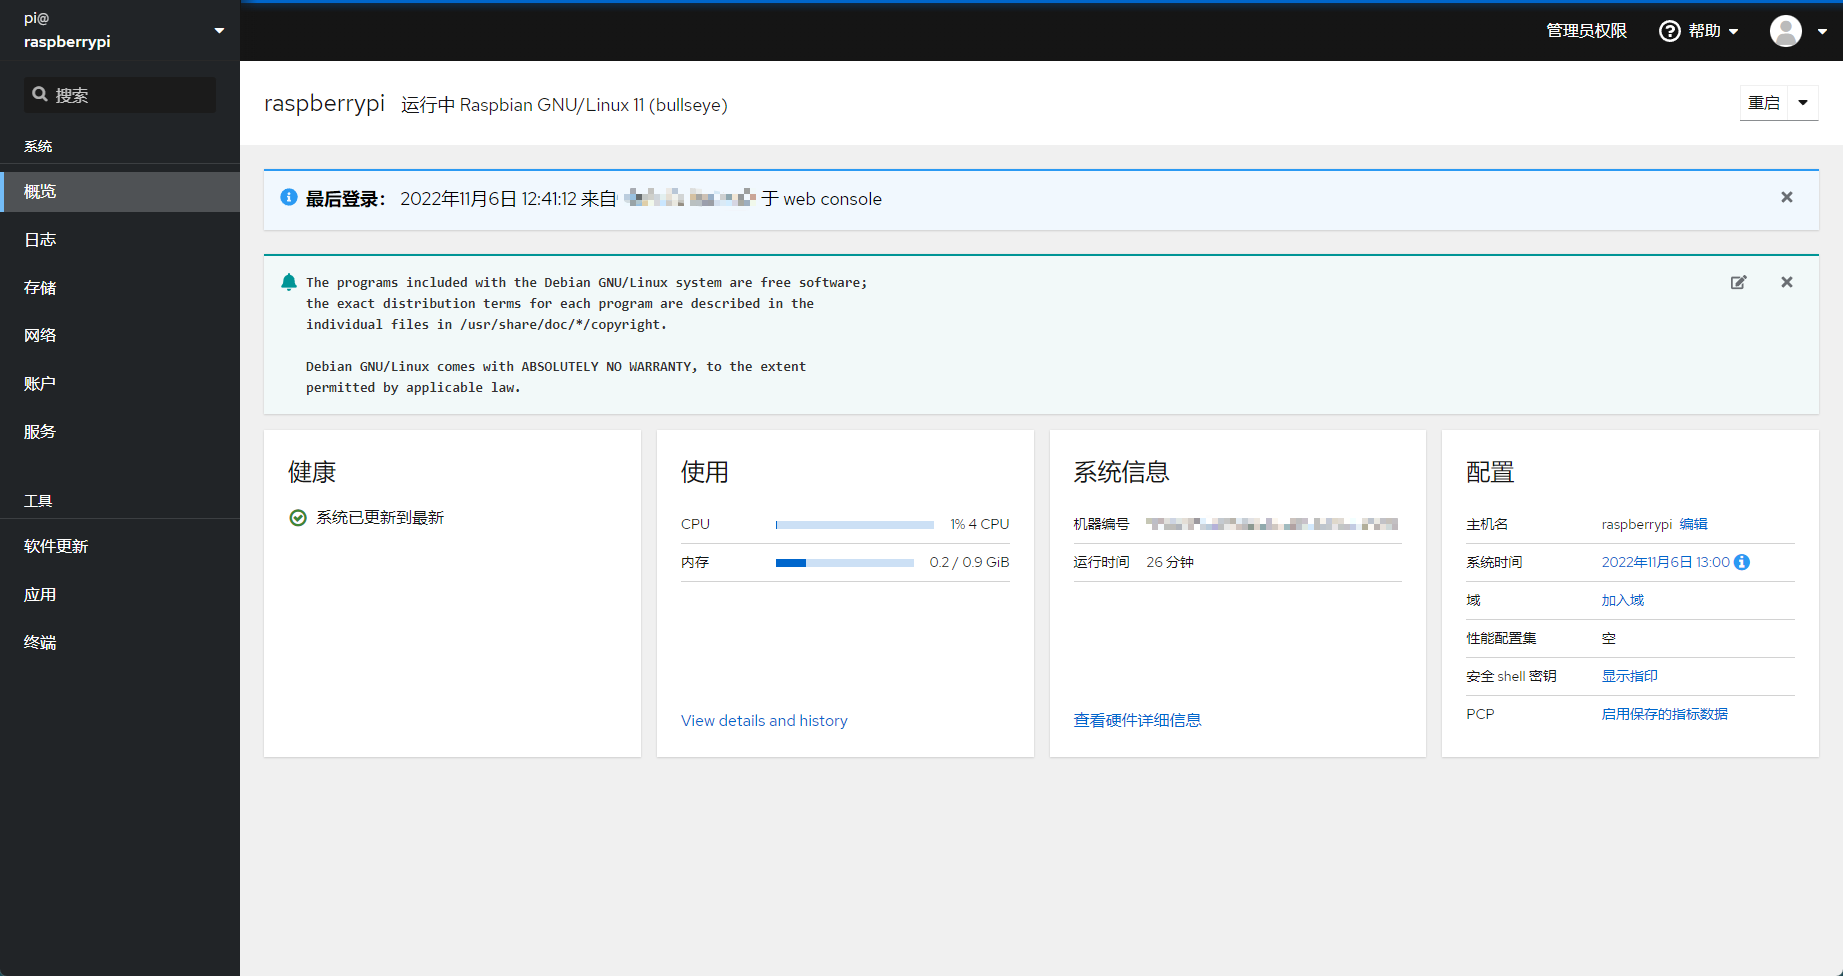 pi@
raspberrypi
管理员权限
帮助
搜索
系统
概览
日志
存储
网络
账户
服务
工具
软件更新
应用
终端
raspberrypi 运行中 Raspbian GNU/Linux 11 (bullseye)
重启
最后登录: 2022年11月6日 12:41:12 来自 于 web console
The programs included with the Debian GNU/Linux system are free software;
the exact distribution terms for each program are described in the
individual files in /usr/share/doc/*/copyright.
Debian GNU/Linux comes with ABSOLUTELY NO WARRANTY, to the extent
permitted by applicable law.
健康
系统已更新到最新
使用
CPU 1% 4 CPU
内存 0.2 / 0.9 GiB
View details and history
系统信息
机器编号
运行时间 26 分钟
查看硬件详细信息
配置
主机名 raspberrypi 编辑
系统时间 2022年11月6日 13:00
域 加入域
性能配置集 空
安全 shell 密钥 显示指印
PCP 启用保存的指标数据